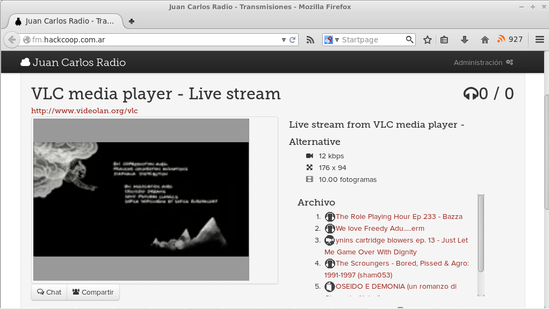 Juan Carlos Radio - Transmisiones - Mozilla Firefox
Juan Carlos Radio - Tra...
fm.hackcoop.com.ar
Startpage
927
Juan Carlos Radio
Administración
VLC media player - Live stream
0 / 0
http://www.videolan.org/vlc
Live stream from VLC media player -
Alternative
12 kbps
176 x 94
10.00 fotogramas
Archivo
1. The Role Playing Hour Ep 233 - Bazza
2. We love Freedy Adu....erm
3. ynins cartridge blowers ep. 13 - Just Let
Me Game Over With Dignity
4. The Scroungers - Bored, Pissed & Agro:
1991-1997 (sham053)
5. OSEIDO E DEMONIA (un romanzo di
Chat
Compartir